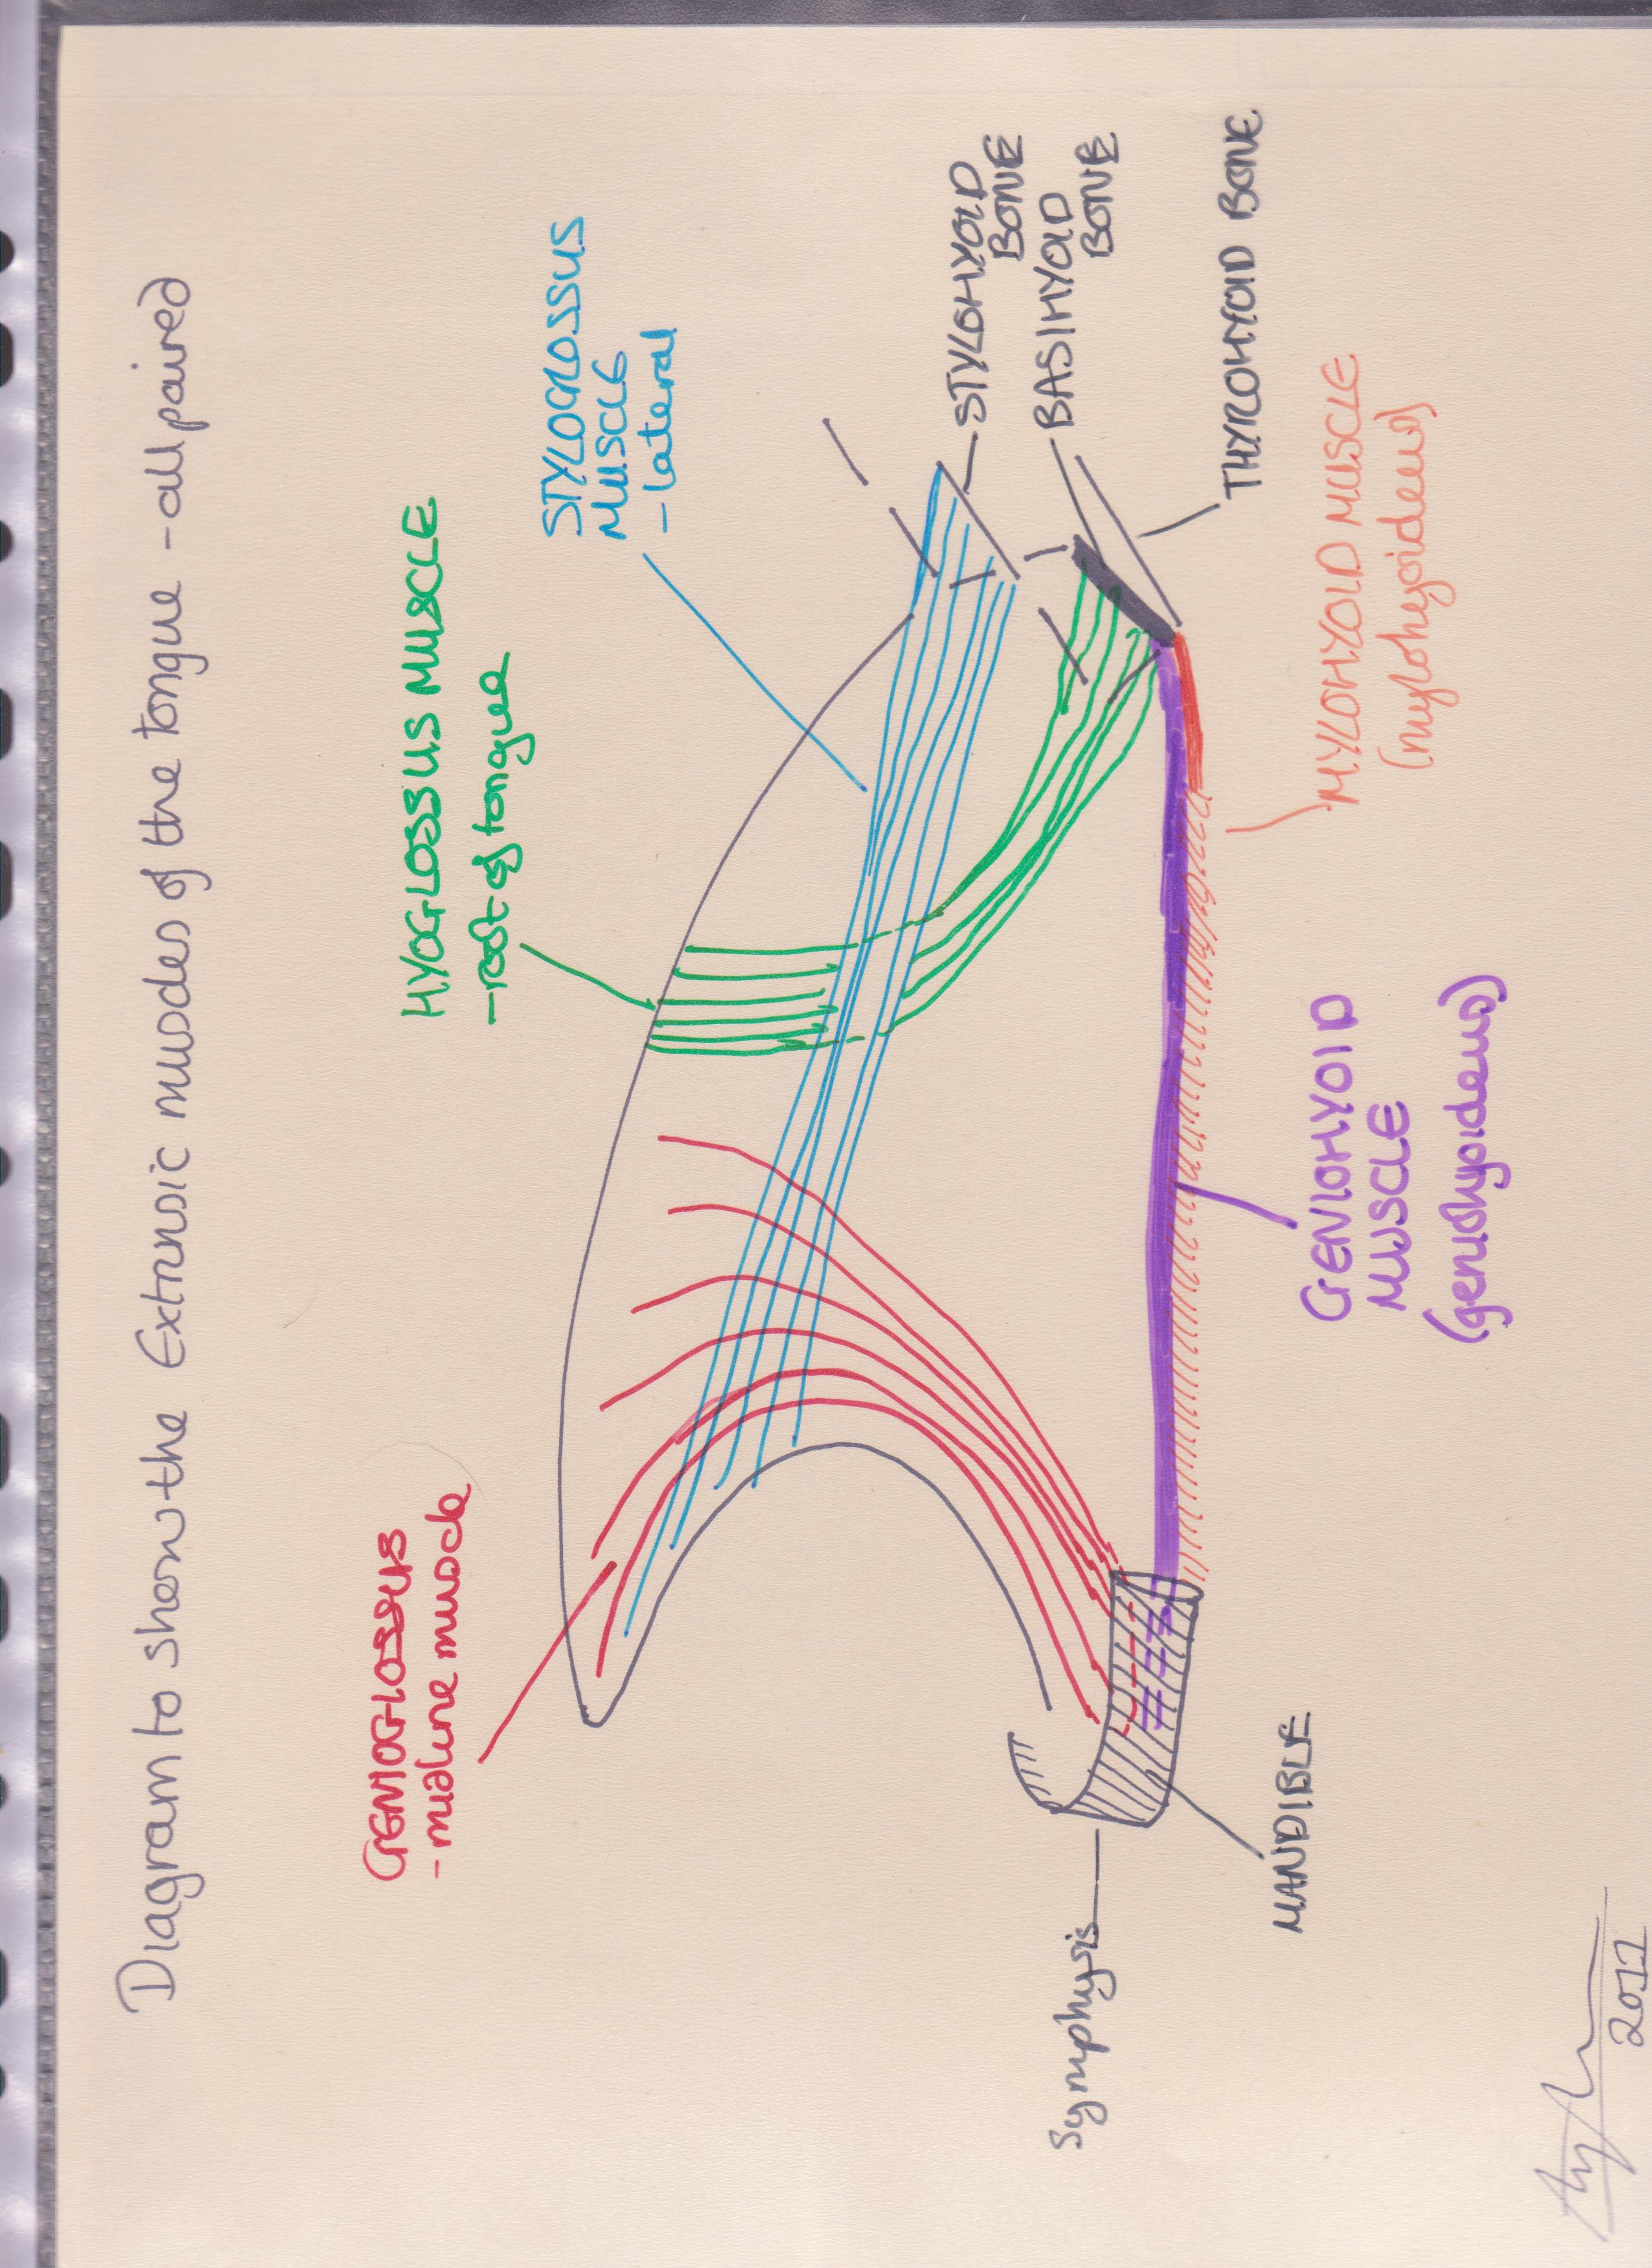 Diagram to show the Extrinsic muscles of the tongue - all paired
GENIOGLOSSUS
- midline muscle
HYOGLOSSUS MUSCLE
- root of tongue
STYLOGLOSSUS
MUSCLE
- lateral
STYLOHYOID
BONE
BASIHYOID
BONE
THYROHYOID BONE
MYLOHYOID MUSCLE
(mylohyoideus)
GENIOHYOID
MUSCLE
(geniohyoideus)
Symphysis
MANDIBLE
2011